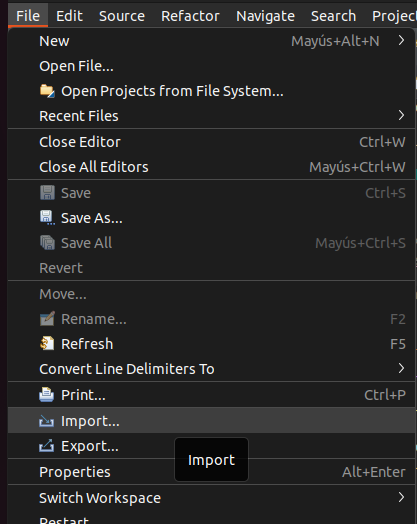 File Edit Source Refactor Navigate Search Project
New Mayús+Alt+N
Open File...
Open Projects from File System...
Recent Files
Close Editor Ctrl+W
Close All Editors Mayús+Ctrl+W
Save Ctrl+S
Save As...
Save All Mayús+Ctrl+S
Revert
Move...
Rename... F2
Refresh F5
Convert Line Delimiters To
Print... Ctrl+P
Import...
Export...
Import
Properties Alt+Enter
Switch Workspace
Restart